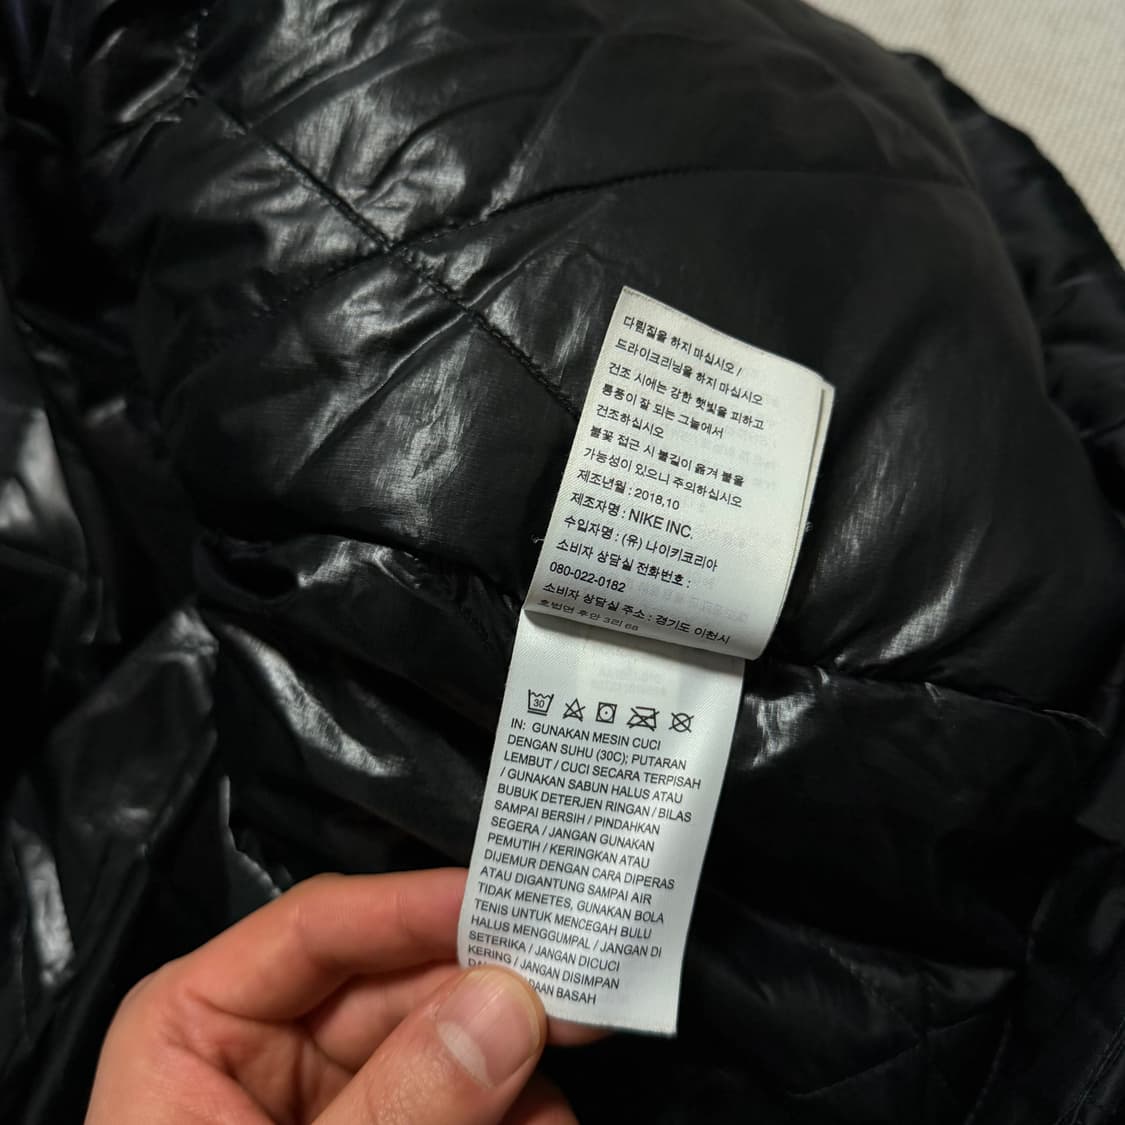 다림질을 하지 마십시오 /
드라이크리닝을 하지 마십시오
건조 시에는 강한 햇빛을 피하고
통풍이 잘 되는 그늘에서
건조하십시오
불꽃 접근 시 불길이 옮겨 붙을
가능성이 있으니 주의하십시오
제조년월 : 2018,10
제조자명 : NIKE INC.
수입자명 : (유) 나이키코리아
소비자 상담실 전화번호 :
080-022-0182
소비자 상담실 주소 : 경기도 이천시
호법면 후안 3리 68
30
IN: GUNAKAN MESIN CUCI
DENGAN SUHU (30C); PUTARAN
LEMBUT / CUCI SECARA TERPISAH
/ GUNAKAN SABUN HALUS ATAU
BUBUK DETERJEN RINGAN / BILAS
SAMPAI BERSIH / PINDAHKAN
SEGERA / JANGAN GUNAKAN
PEMUTIH / KERINGKAN ATAU
DIJEMUR DENGAN CARA DIPERAS
ATAU DIGANTUNG SAMPAI AIR
TIDAK MENETES, GUNAKAN BOLA
TENIS UNTUK MENCEGAH BULU
HALUS MENGGUMPAL / JANGAN DI
SETERIKA / JANGAN DICUCI
KERING / JANGAN DISIMPAN
BASAH